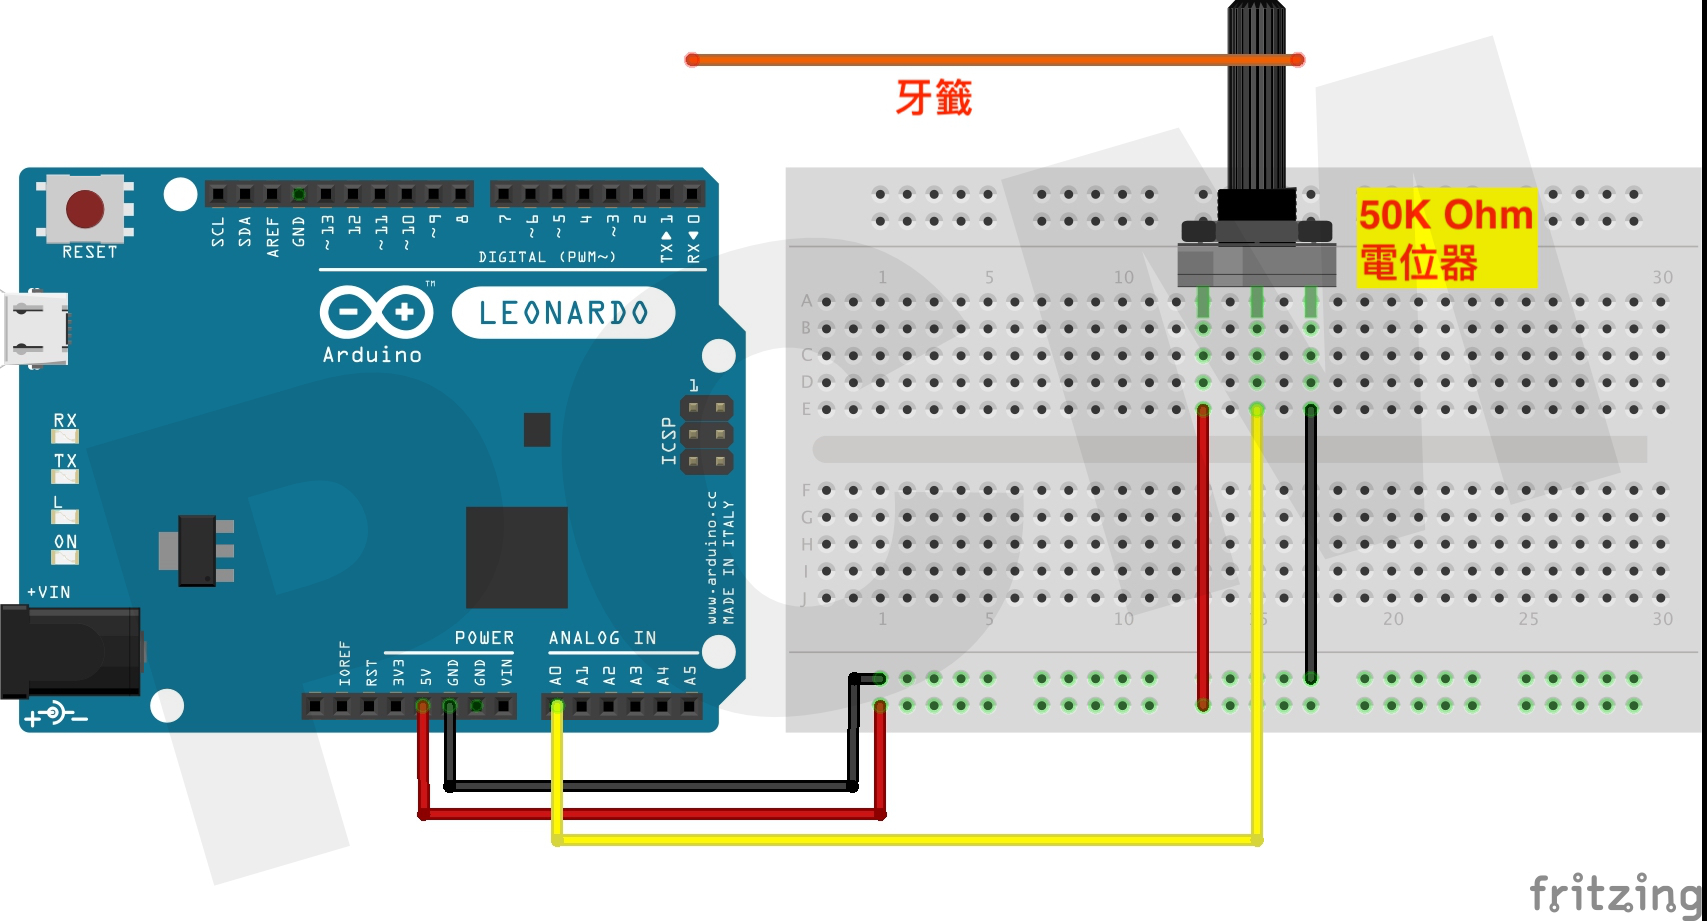 牙籤
50K Ohm
電位器
RESET
SCL
SDA
AREF
GND
~13
12
~11
~10
~9
8
7
~6
~5
4
~3
2
TX▶1
RX◀0
DIGITAL (PWM~)
TM
LEONARDO
Arduino
1
ICSP
RX
TX
L
ON
+VIN
www.arduino.cc
MADE IN ITALY
POWER
ANALOG IN
IOREF
RST
3V3
5V
GND
GND
VIN
A0
A1
A2
A3
A4
A5
1 5 10 30
A
B
C
D
E
F
G
H
I
J
1 5 10 15 20 25 30
fritzing